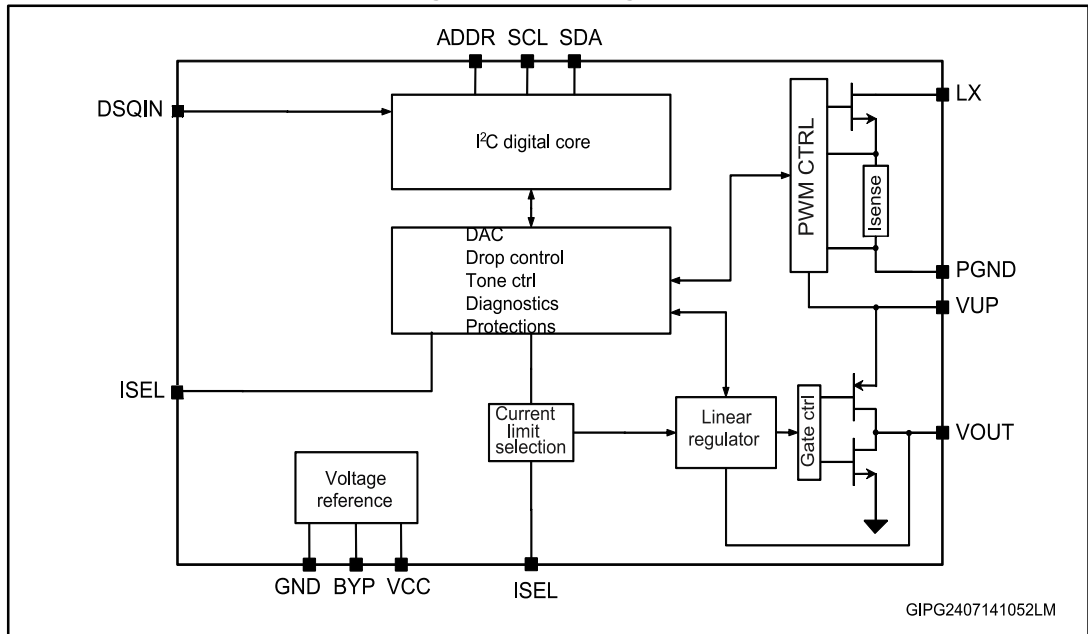 ADDR SCL SDA
DSQIN
LX
I²C digital core
PWM CTRL
Isense
DAC
Drop control
Tone ctrl
Diagnostics
Protections
PGND
VUP
ISEL
Current
limit
selection
Linear
regulator
Gate ctrl
VOUT
Voltage
reference
GND BYP VCC
ISEL
GIPG2407141052LM